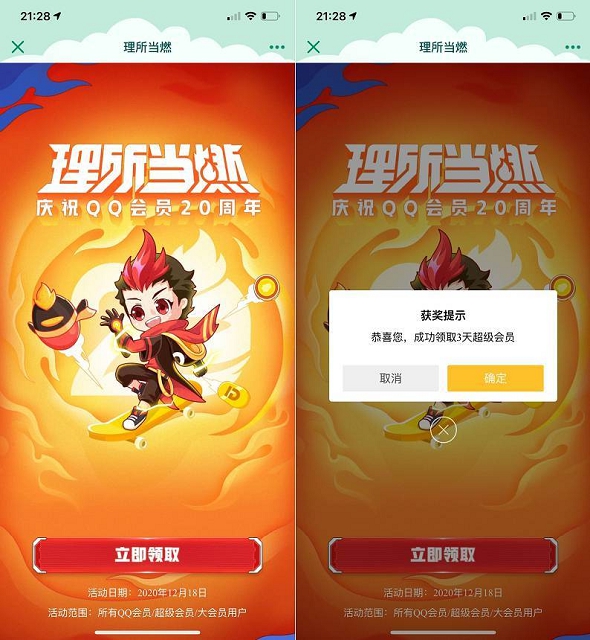 21:28
理所当燃
理所当燃
庆祝QQ会员20周年
立即领取
活动日期：2020年12月18日
活动范围：所有QQ会员/超级会员/大会员用户
21:28
理所当燃
理所当燃
庆祝QQ会员20周年
获奖提示
恭喜您，成功领取3天超级会员
取消
确定
立即领取
活动日期：2020年12月18日
活动范围：所有QQ会员/超级会员/大会员用户